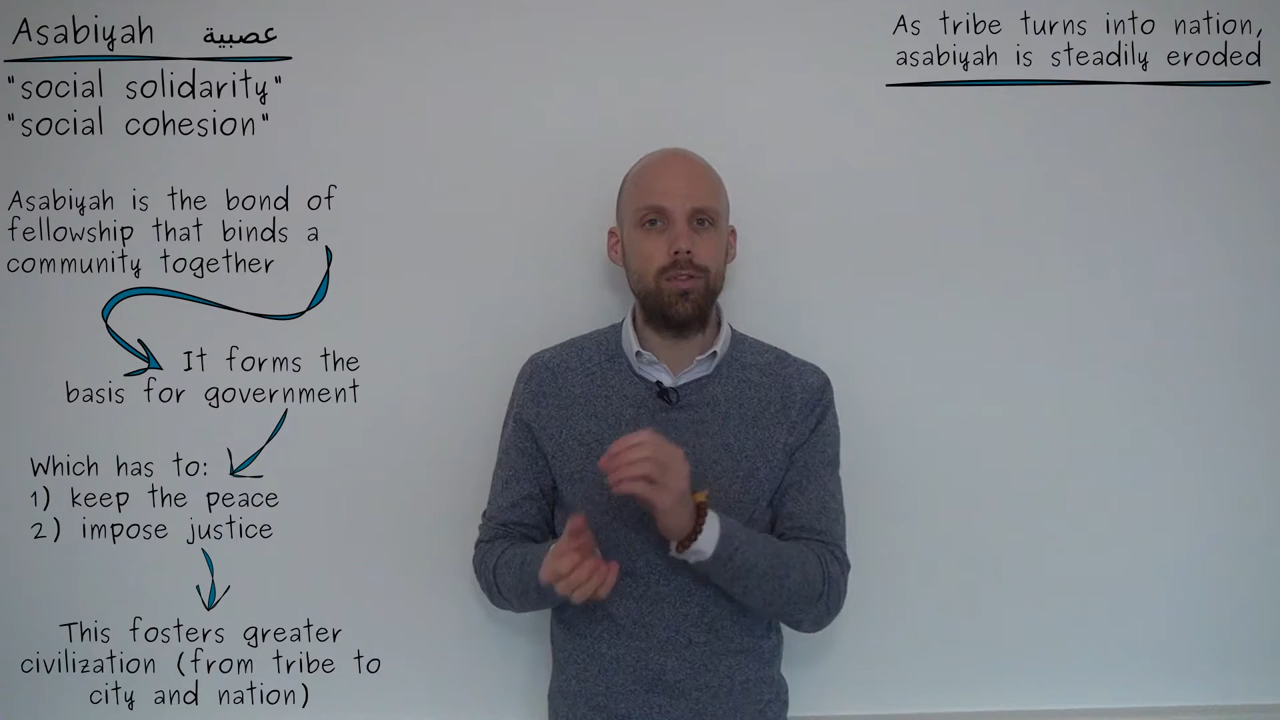 Asabiyah عصبية
"social solidarity"
"social cohesion"
Asabiyah is the bond of
fellowship that binds a
community together
It forms the
basis for government
Which has to:
1) keep the peace
2) impose justice
This fosters greater
civilization (from tribe to
city and nation)
As tribe turns into nation,
asabiyah is steadily eroded